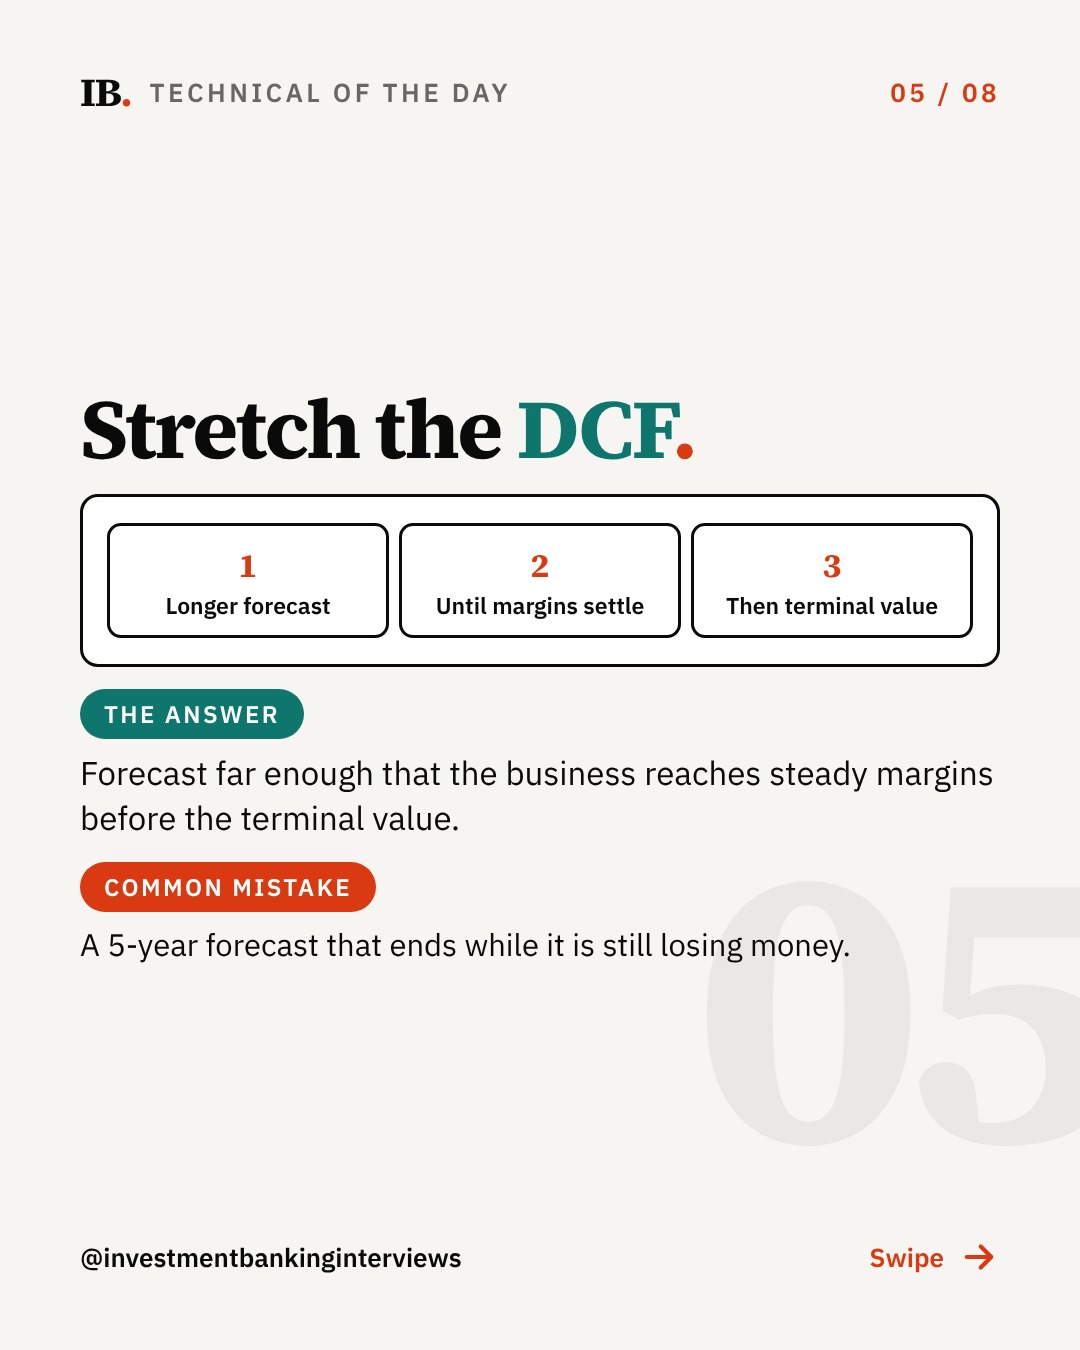 IB. TECHNICAL OF THE DAY
05 / 08
Stretch the DCF.
1
Longer forecast
2
Until margins settle
3
Then terminal value
THE ANSWER
Forecast far enough that the business reaches steady margins
before the terminal value.
COMMON MISTAKE
A 5-year forecast that ends while it is still losing money.
05
@investmentbankinginterviews
Swipe →